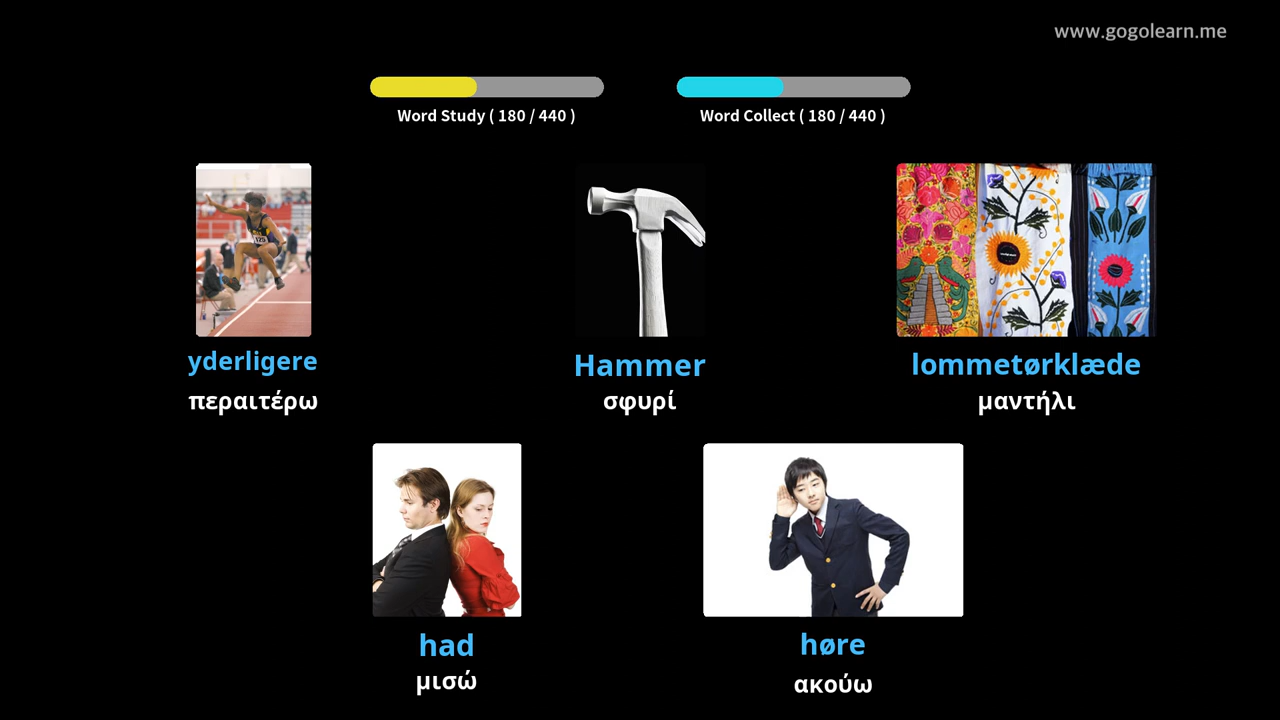 www.gogolearn.me
Word Study ( 180 / 440 )
Word Collect ( 180 / 440 )
yderligere
περαιτέρω
Hammer
σφυρί
lommetørklæde
μαντήλι
had
μισώ
høre
ακούω